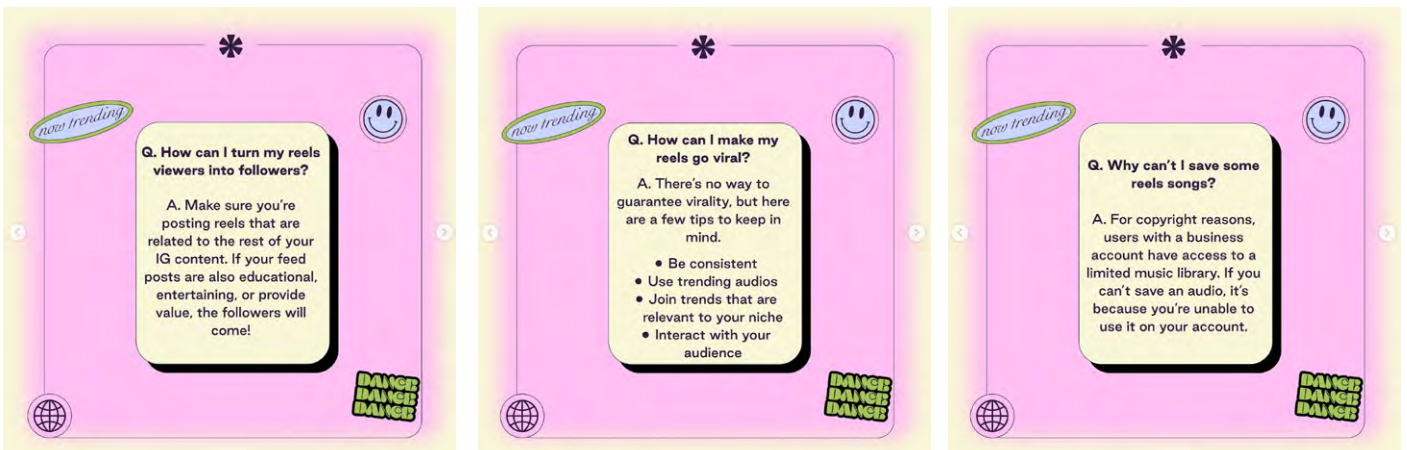 now trending
Q. How can I turn my reels
viewers into followers?
A. Make sure you're
posting reels that are
related to the rest of your
IG content. If your feed
posts are also educational,
entertaining, or provide
value, the followers will
come!
DANCE
DANCE
DANCE
now trending
Q. How can I make my
reels go viral?
A. There's no way to
guarantee virality, but here
are a few tips to keep in
mind.
• Be consistent
• Use trending audios
• Join trends that are
relevant to your niche
• Interact with your
audience
DANCE
DANCE
DANCE
now trending
Q. Why can't I save some
reels songs?
A. For copyright reasons,
users with a business
account have access to a
limited music library. If you
can't save an audio, it's
because you're unable to
use it on your account.
DANCE
DANCE
DANCE